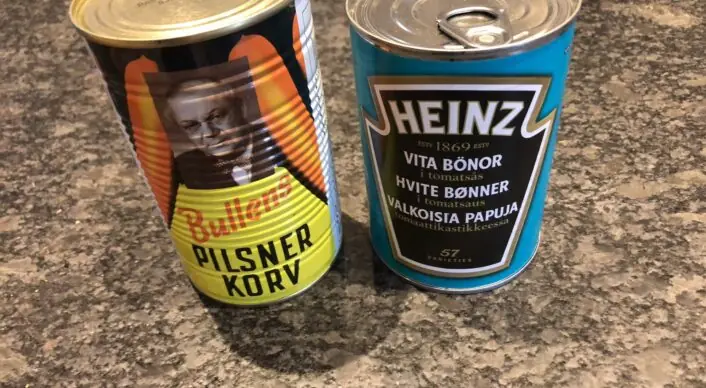 Bullens
PILSNER
KORV
HEINZ
ESTD 1869 ESTD
VITA BÖNOR
i tomatsås
HVITE BØNNER
i tomatsaus
VALKOISIA PAPUJA
tomaattikastikkeessa
57
VARIETIES